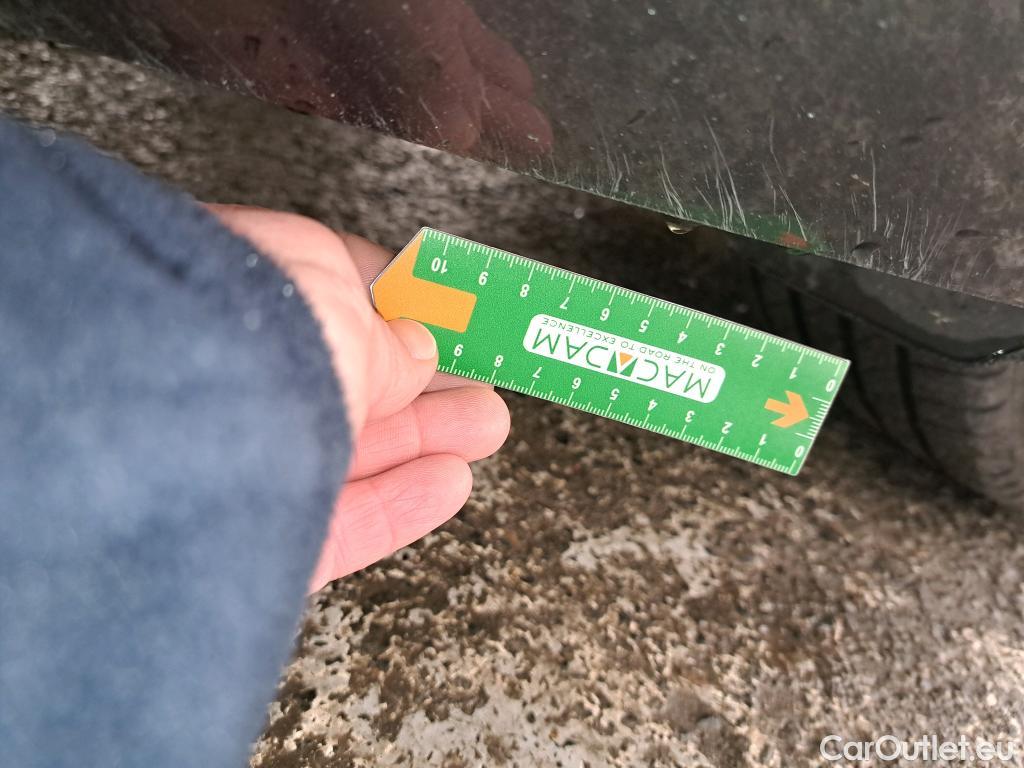 10 9 8 7 6 5 4 3 2 1 0
MACADAM
ON THE ROAD TO EXCELLENCE
9 8 7 6 5 4 3 2 1 0
CarOutlet.eu